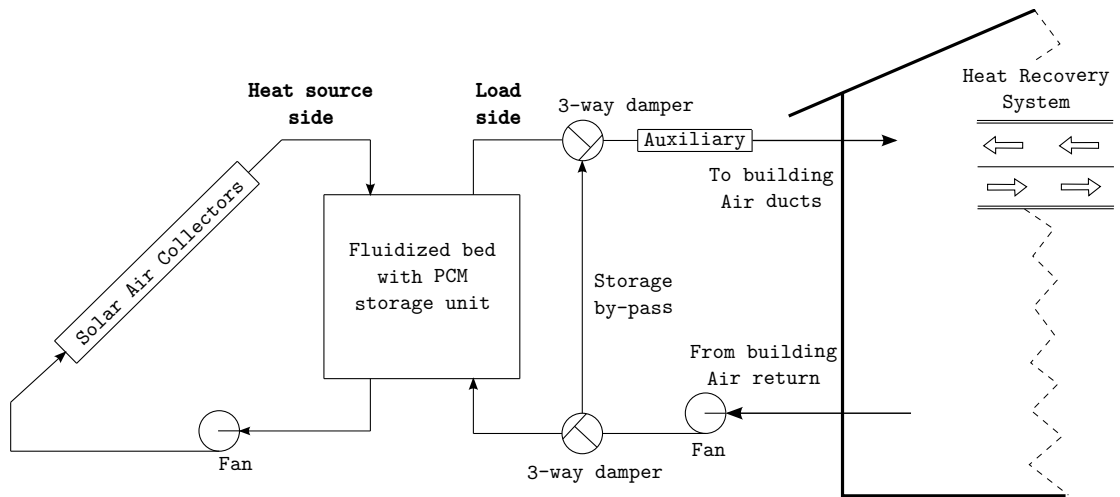 Heat source
side
Load
side
3-way damper
Auxiliary
Heat Recovery
System
To building
Air ducts
Solar Air Collectors
Fluidized bed
with PCM
storage unit
Storage
by-pass
From building
Air return
Fan
3-way damper
Fan